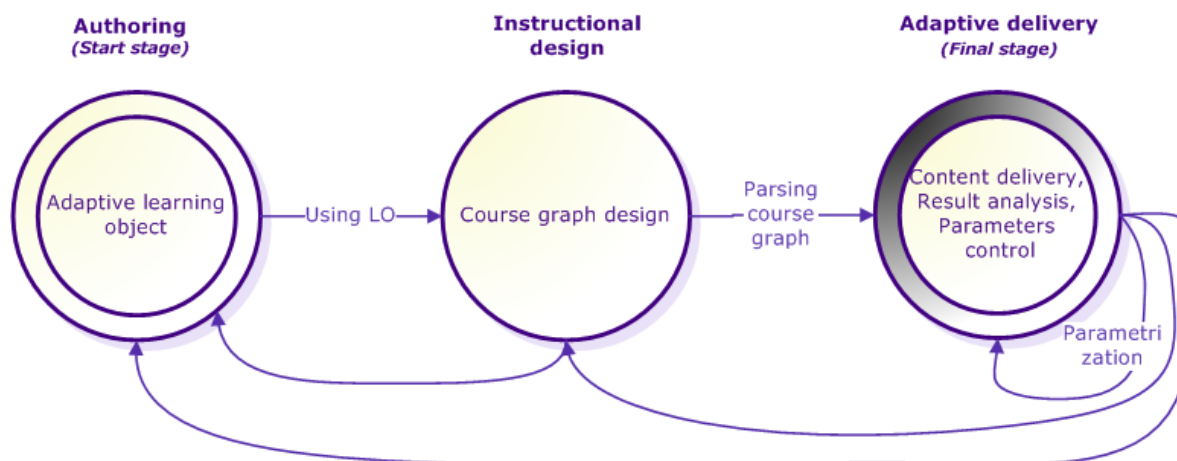 Authoring
(Start stage)
Instructional
design
Adaptive delivery
(Final stage)
Adaptive learning
object
Using LO
Course graph design
Parsing
course
graph
Content delivery,
Result analysis,
Parameters
control
Parametri
zation